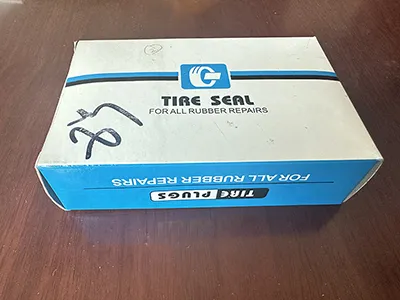 TIRE SEAL
FOR ALL RUBBER REPAIRS
TIRE PLUGS
FOR ALL RUBBER REPAIRS